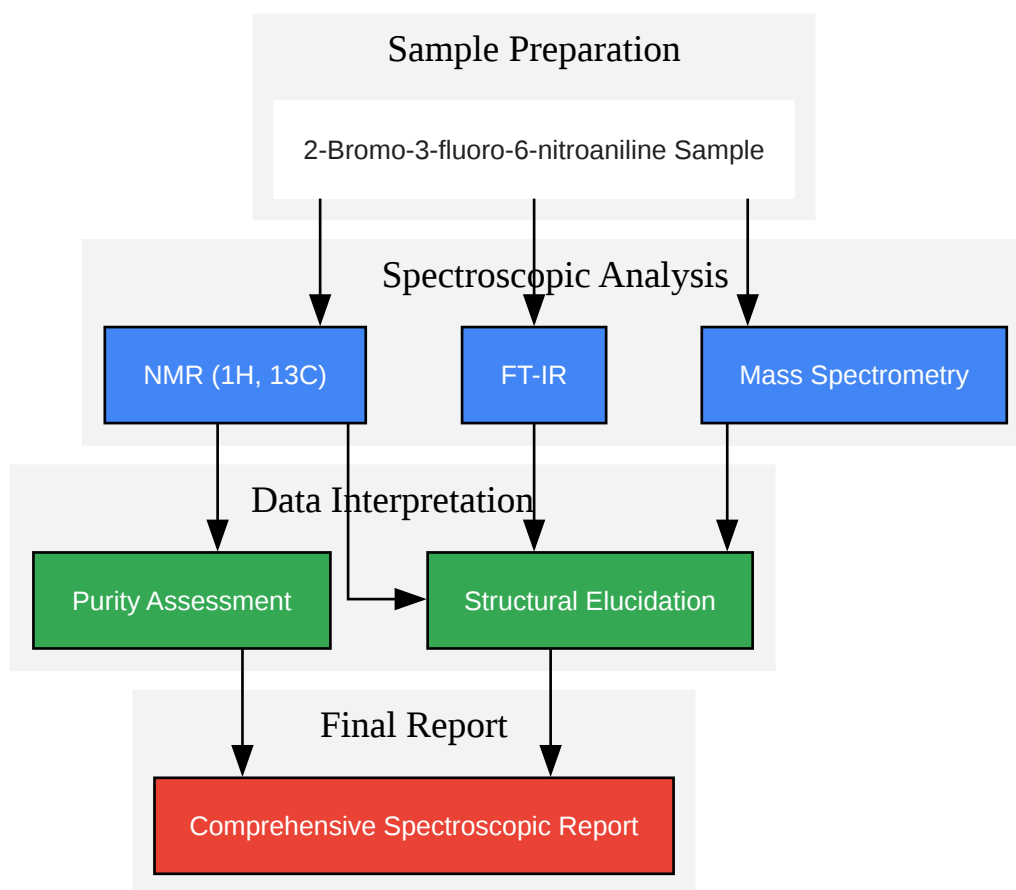 Sample Preparation
2-Bromo-3-fluoro-6-nitroaniline Sample
Spectroscopic Analysis
NMR (1H, 13C)
FT-IR
Mass Spectrometry
Data Interpretation
Purity Assessment
Structural Elucidation
Final Report
Comprehensive Spectroscopic Report